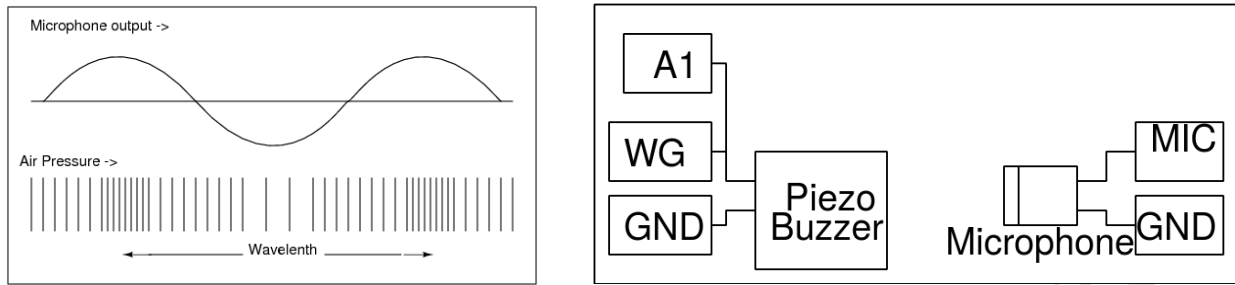 Microphone output ->
Air Pressure ->
Wavelenth
A1
WG
GND
Piezo
Buzzer
Microphone
MIC
GND